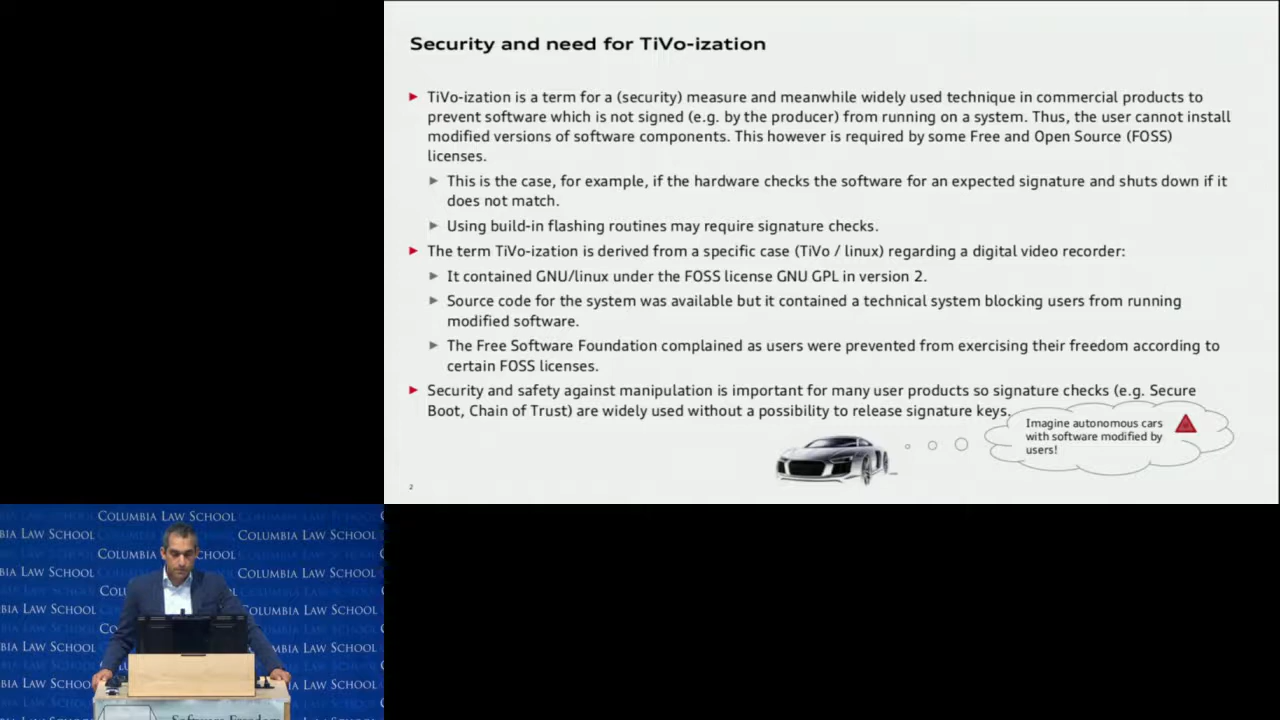 Security and need for TiVo-ization
TiVo-ization is a term for a (security) measure and meanwhile widely used technique in commercial products to
prevent software which is not signed (e.g. by the producer) from running on a system. Thus, the user cannot install
modified versions of software components. This however is required by some Free and Open Source (FOSS)
licenses.
This is the case, for example, if the hardware checks the software for an expected signature and shuts down if it
does not match.
Using build-in flashing routines may require signature checks.
The term TiVo-ization is derived from a specific case (TiVo / linux) regarding a digital video recorder:
It contained GNU/linux under the FOSS license GNU GPL in version 2.
Source code for the system was available but it contained a technical system blocking users from running
modified software.
The Free Software Foundation complained as users were prevented from exercising their freedom according to
certain FOSS licenses.
Security and safety against manipulation is important for many user products so signature checks (e.g. Secure
Boot, Chain of Trust) are widely used without a possibility to release signature keys.
Imagine autonomous cars
with software modified by
users!
2
COLUMBIA LAW SCHOOL
BIA LAW SCHOOL COLUMBIA LAW SCHOOL
COLUMBIA LAW SCHOOL
BIA LAW SCHOOL COLUMBIA LAW SCHOOL
BIA LAW SCHOOL COLUMBIA LAW SCHOOL
BIA LAW SCHOOL COLUMBIA LAW SCHOOL
BIA LAW SCHOOL COLUMBIA LAW SCHOOL
Software Freedom